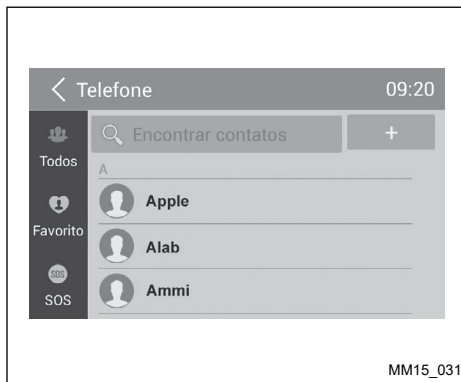 Telefone 09:20
Encontrar contatos +
Todos
A
Apple
Favorito
Alab
SOS
SOS
Ammi
MM15_031